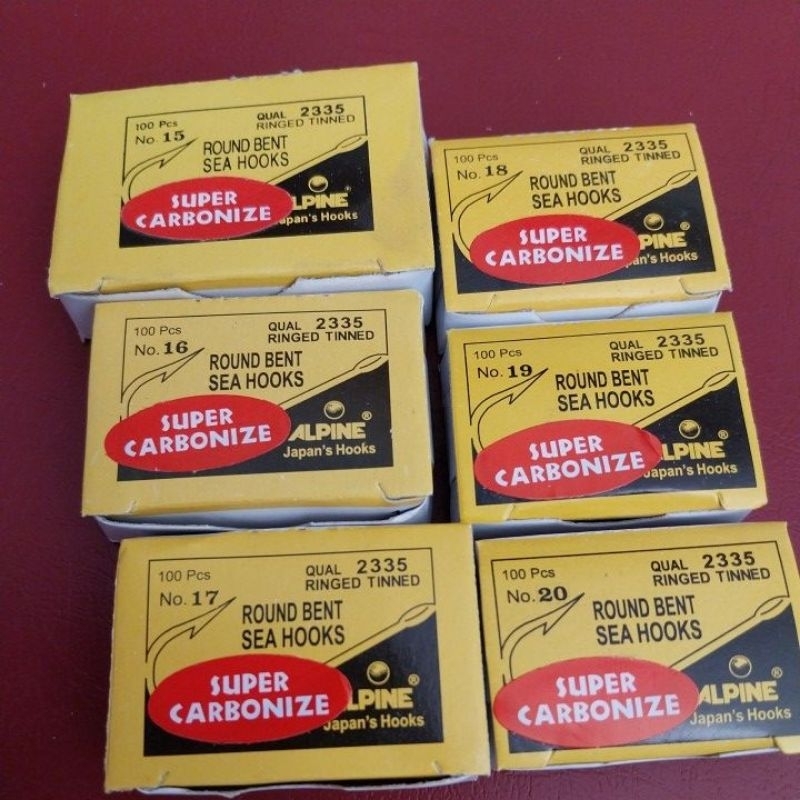 100 Pcs
No. 15
QUAL 2335
RINGED TINNED
ROUND BENT
SEA HOOKS
SUPER
CARBONIZE
LPINE®
Japan's Hooks
100 Pcs
No. 18
QUAL 2335
RINGED TINNED
ROUND BENT
SEA HOOKS
SUPER
CARBONIZE
PINE®
pan's Hooks
100 Pcs
No. 16
QUAL 2335
RINGED TINNED
ROUND BENT
SEA HOOKS
SUPER
CARBONIZE
ALPINE®
Japan's Hooks
100 Pcs
No. 19
QUAL 2335
RINGED TINNED
ROUND BENT
SEA HOOKS
SUPER
CARBONIZE
ALPINE®
Japan's Hooks
100 Pcs
No. 17
QUAL 2335
RINGED TINNED
ROUND BENT
SEA HOOKS
SUPER
CARBONIZE
LPINE®
Japan's Hooks
100 Pcs
No. 20
QUAL 2335
RINGED TINNED
ROUND BENT
SEA HOOKS
SUPER
CARBONIZE
ALPINE®
Japan's Hooks